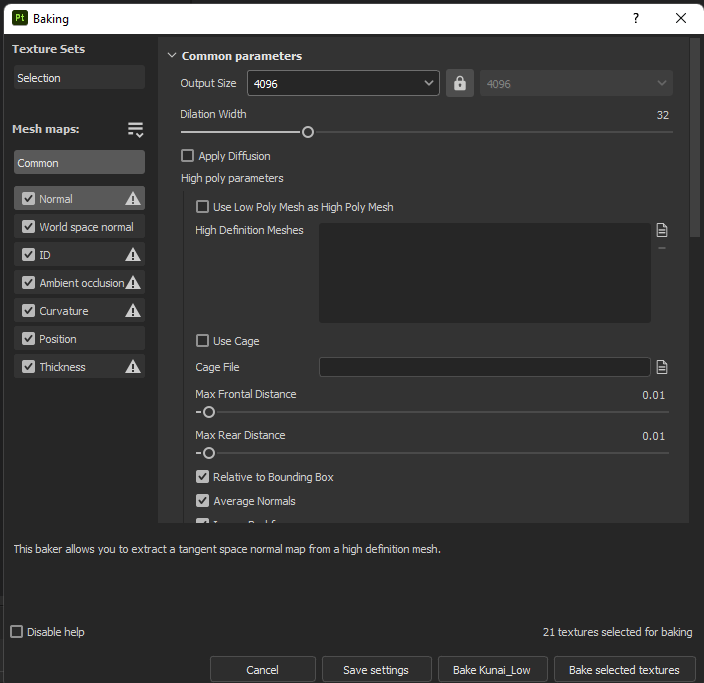 Pt Baking ?
Texture Sets
Selection
Mesh maps:
Common
Normal
World space normal
ID
Ambient occlusion
Curvature
Position
Thickness
Common parameters
Output Size 4096 4096
Dilation Width 32
Apply Diffusion
High poly parameters
Use Low Poly Mesh as High Poly Mesh
High Definition Meshes
Use Cage
Cage File
Max Frontal Distance 0.01
Max Rear Distance 0.01
Relative to Bounding Box
Average Normals
This baker allows you to extract a tangent space normal map from a high definition mesh.
Disable help
21 textures selected for baking
Cancel
Save settings
Bake Kunai_Low
Bake selected textures